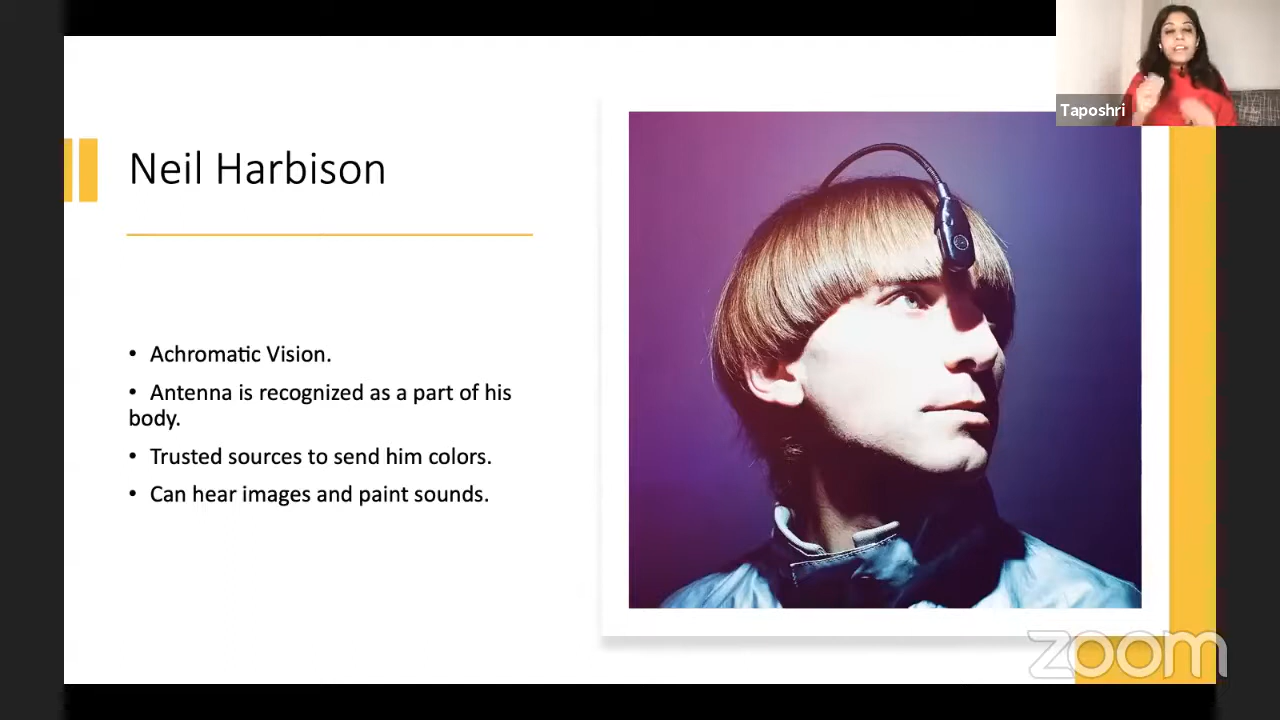 Taposhri
Neil Harbison
• Achromatic Vision.
• Antenna is recognized as a part of his
body.
• Trusted sources to send him colors.
• Can hear images and paint sounds.
zoom